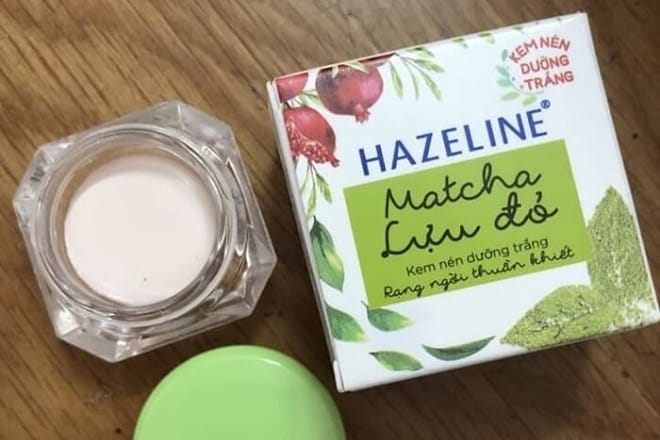 KEM NÉN
DƯỠNG
TRẮNG
HAZELINE®
Matcha
Lựu đỏ
Kem nén dưỡng trắng
Rạng ngời thuần khiết